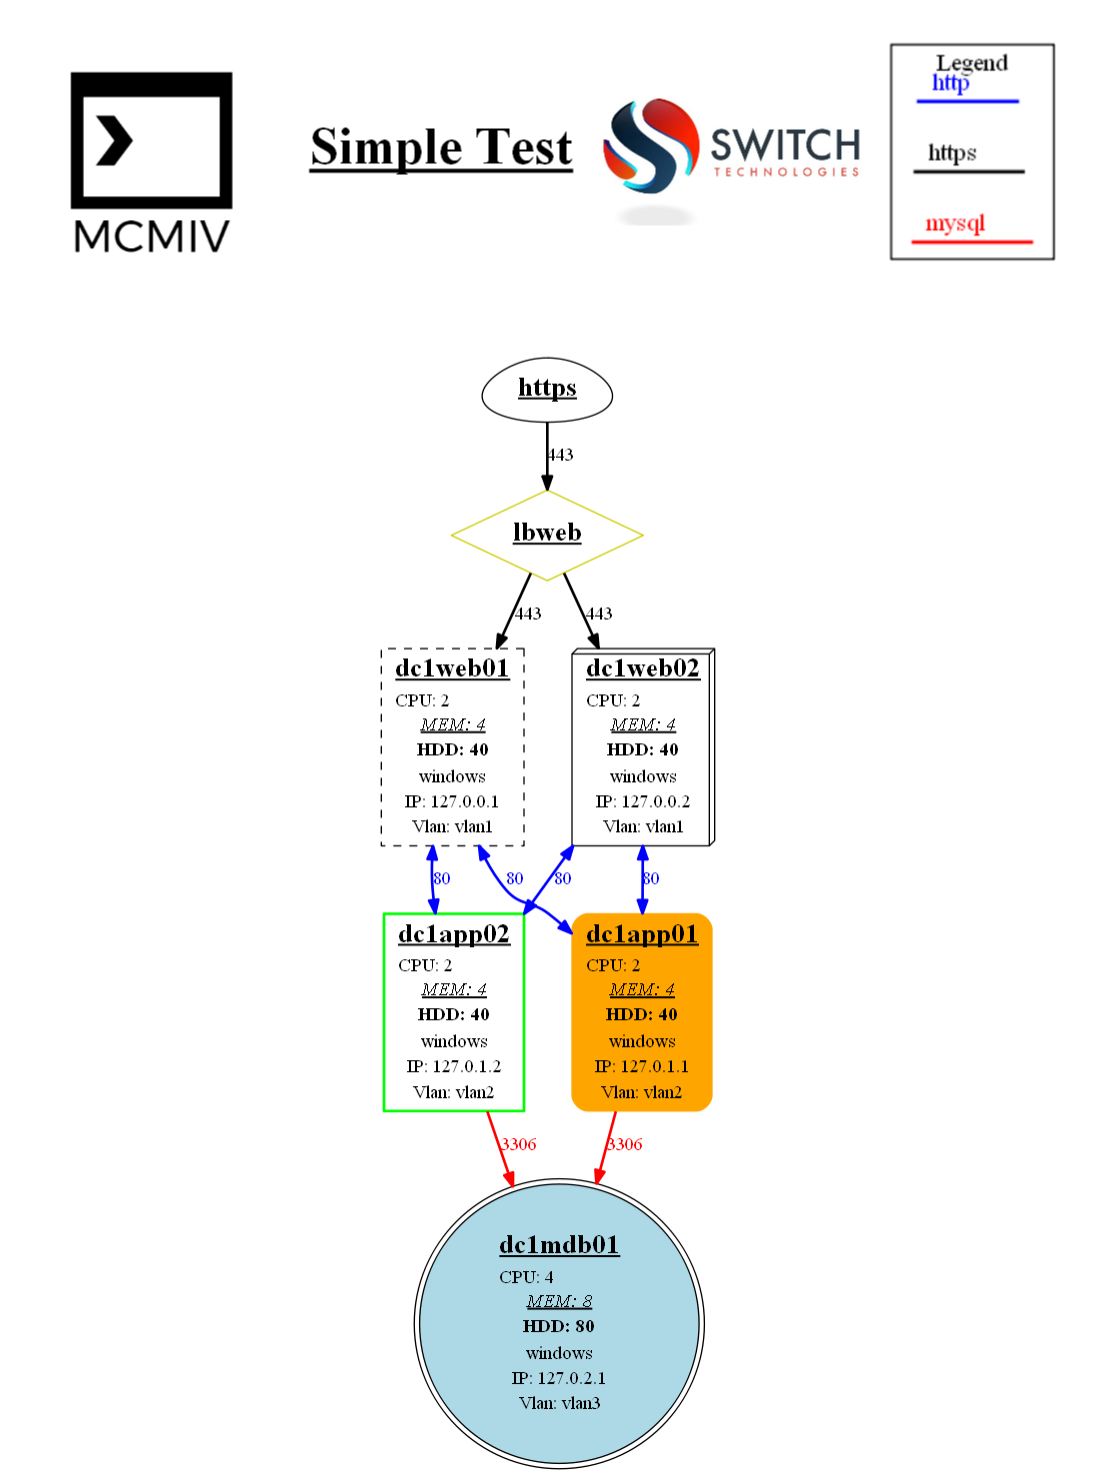 MCMIV
Simple Test
SWITCH
TECHNOLOGIES
Legend
http
https
mysql
https
443
lbweb
443
443
dc1web01
CPU: 2
MEM: 4
HDD: 40
windows
IP: 127.0.0.1
Vlan: vlan1
dc1web02
CPU: 2
MEM: 4
HDD: 40
windows
IP: 127.0.0.2
Vlan: vlan1
80
80
80
80
dc1app02
CPU: 2
MEM: 4
HDD: 40
windows
IP: 127.0.1.2
Vlan: vlan2
dc1app01
CPU: 2
MEM: 4
HDD: 40
windows
IP: 127.0.1.1
Vlan: vlan2
3306
3306
dc1mdb01
CPU: 4
MEM: 8
HDD: 80
windows
IP: 127.0.2.1
Vlan: vlan3